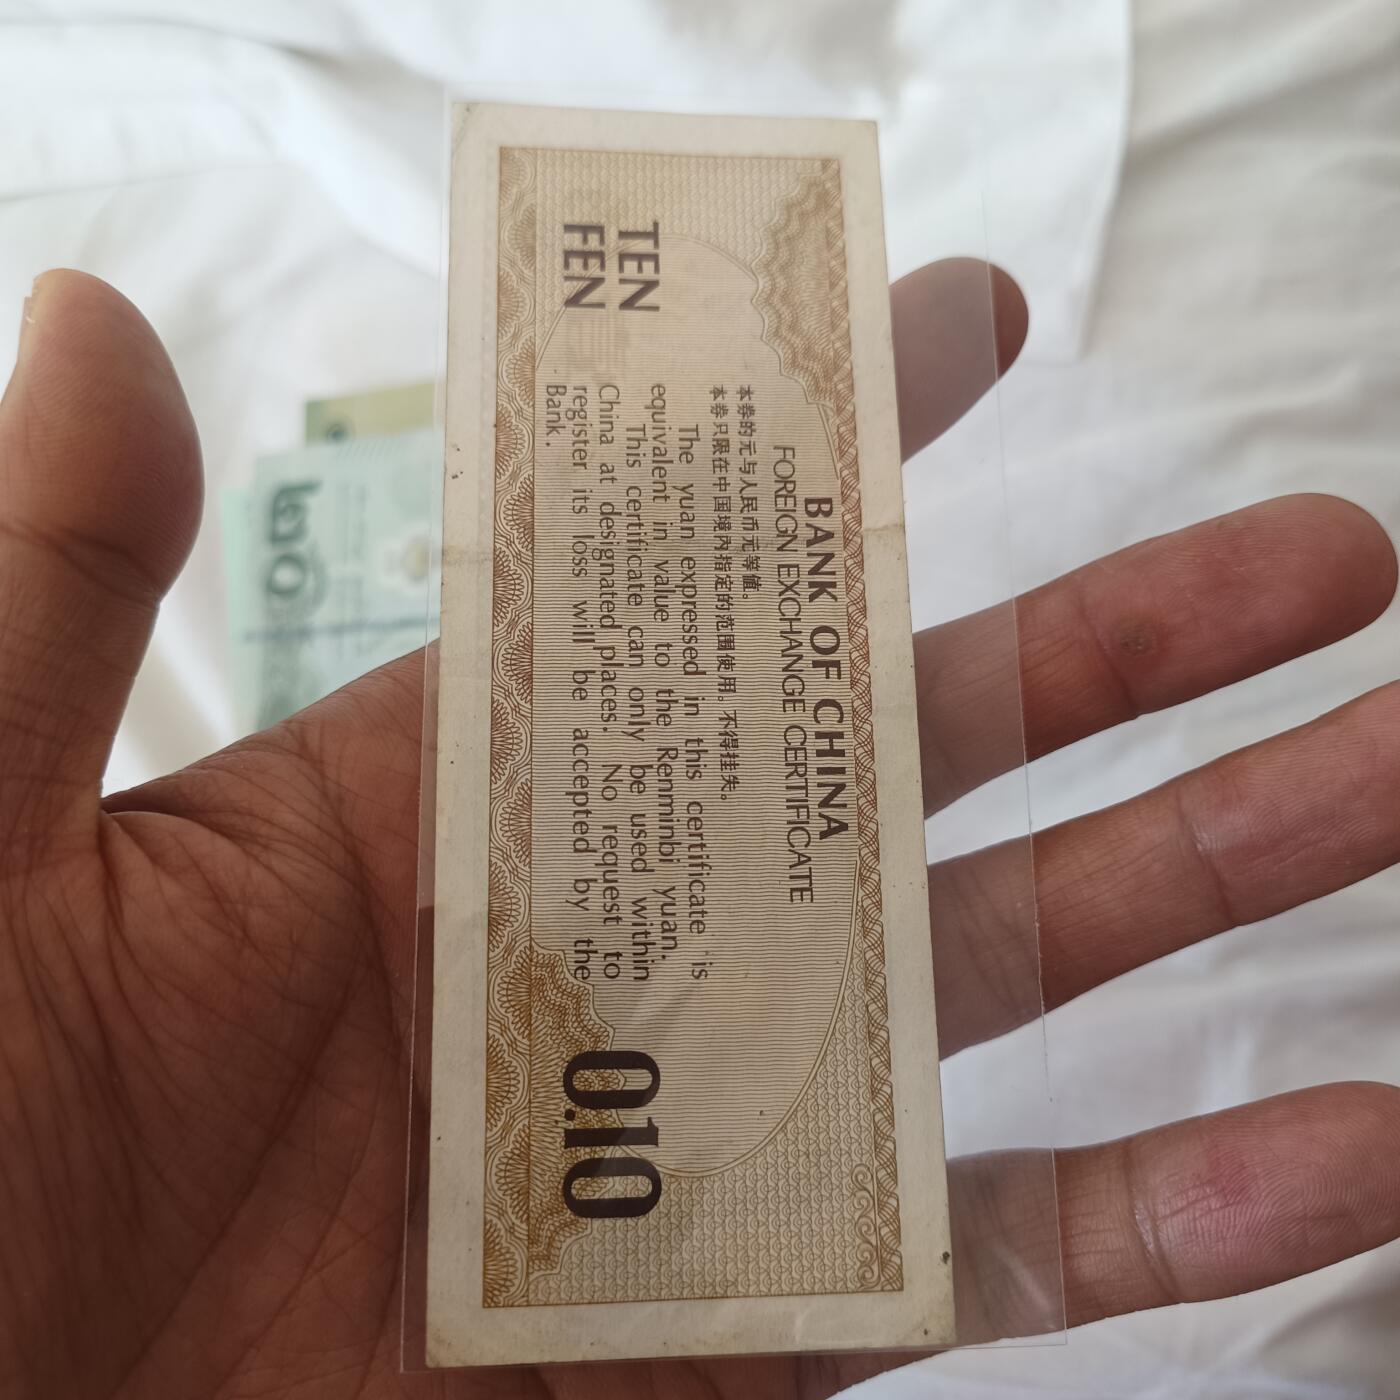 BANK OF CHINA
FOREIGN EXCHANGE CERTIFICATE
本券的元与人民币元等值。
本券只限在中国境内指定的范围使用。不得挂失。
The yuan expressed in this certificate is
equivalent in value to the Renminbi yuan.
This certificate can only be used within
China at designated places. No request to
register its loss will be accepted by the
Bank.
TEN
FEN
0.10
20